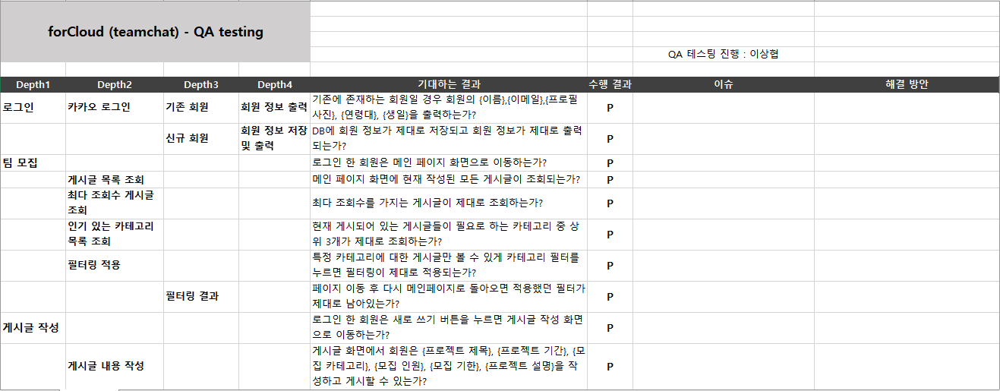 forCloud (teamchat) - QA testing
QA 테스팅 진행 : 이상협
Depth1 Depth2 Depth3 Depth4 기대하는 결과 수행 결과 이슈 해결 방안
로그인 카카오 로그인 기존 회원 회원 정보 출력 기존에 존재하는 회원일 경우 회원의 {이름},{이메일},{프로필
사진}, {연령대}, {생일}을 출력하는가? P
신규 회원 회원 정보 저장
및 출력 DB에 회원 정보가 제대로 저장되고 회원 정보가 제대로 출력
되는가? P
팀 모집 로그인 한 회원은 메인 페이지 화면으로 이동하는가? P
게시글 목록 조회 메인 페이지 화면에 현재 작성된 모든 게시글이 조회되는가? P
최다 조회수 게시글
조회 최다 조회수를 가지는 게시글이 제대로 조회하는가? P
인기 있는 카테고리
목록 조회 현재 게시되어 있는 게시글들이 필요로 하는 카테고리 중 상
위 3개가 제대로 조회하는가? P
필터링 적용 특정 카테고리에 대한 게시글만 볼 수 있게 카테고리 필터를
누르면 필터링이 제대로 적용되는가? P
필터링 결과 페이지 이동 후 다시 메인페이지로 돌아오면 적용했던 필터가
제대로 남아있는가? P
게시글 작성 로그인 한 회원은 새로 쓰기 버튼을 누르면 게시글 작성 화면
으로 이동하는가? P
게시글 내용 작성 게시글 화면에서 회원은 {프로젝트 제목}, {프로젝트 기간}, {모
집 카테고리}, {모집 인원}, {모집 기한}, {프로젝트 설명}을 작
성하고 게시할 수 있는가? P